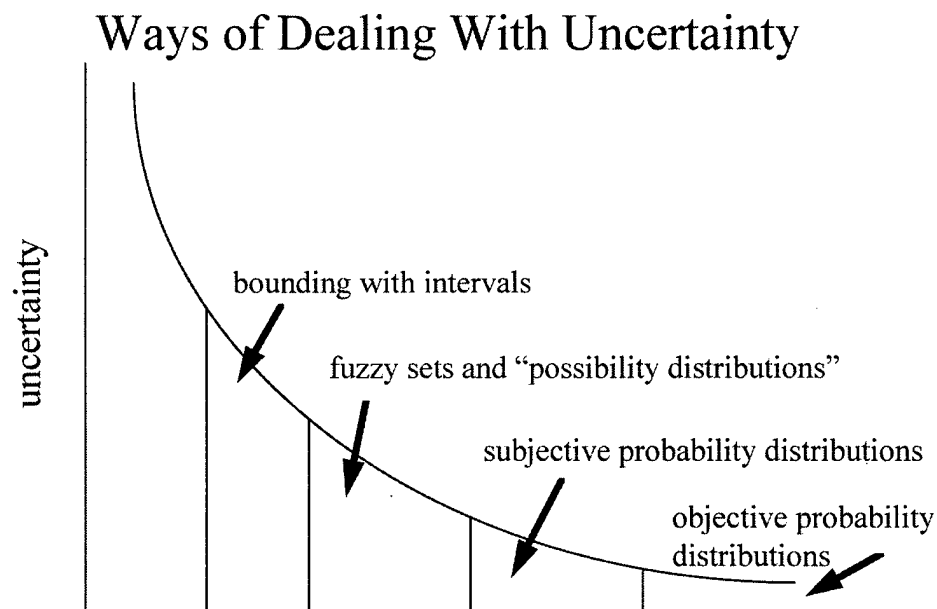 Ways of Dealing With Uncertainty
uncertainty
bounding with intervals
fuzzy sets and “possibility distributions”
subjective probability distributions
objective probability
distributions